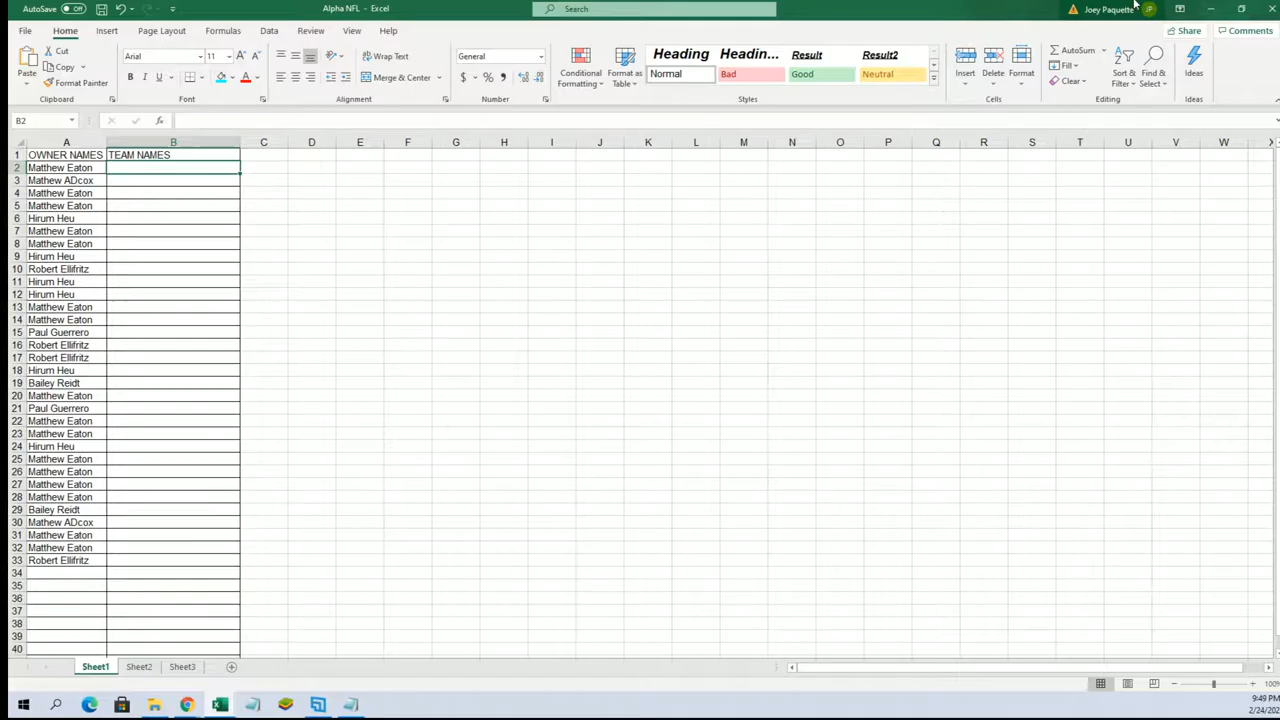 AutoSave Off Alpha NFL - Excel Search Joey Paquette JP
File Home Insert Page Layout Formulas Data Review View Help Share Comments
Paste Cut Copy Format Painter Clipboard
Arial 11 A A B I U A Font
Wrap Text Merge & Center Alignment
General $ % Number
Conditional Formatting Format as Table
Heading Headin... Result Result2
Normal Bad Good Neutral
Styles
Insert Delete Format Cells
AutoSum Fill Clear Sort & Filter Find & Select Editing
Ideas Ideas
B2 fx
A B C D E F G H I J K L M N O P Q R S T U V W X
1 OWNER NAMES TEAM NAMES
2 Matthew Eaton
3 Mathew ADcox
4 Matthew Eaton
5 Matthew Eaton
6 Hirum Heu
7 Matthew Eaton
8 Matthew Eaton
9 Hirum Heu
10 Robert Ellifritz
11 Hirum Heu
12 Hirum Heu
13 Matthew Eaton
14 Matthew Eaton
15 Paul Guerrero
16 Robert Ellifritz
17 Robert Ellifritz
18 Hirum Heu
19 Bailey Reidt
20 Matthew Eaton
21 Paul Guerrero
22 Matthew Eaton
23 Matthew Eaton
24 Hirum Heu
25 Matthew Eaton
26 Matthew Eaton
27 Matthew Eaton
28 Matthew Eaton
29 Bailey Reidt
30 Mathew ADcox
31 Matthew Eaton
32 Matthew Eaton
33 Robert Ellifritz
34
35
36
37
38
39
40
Sheet1 Sheet2 Sheet3
100%
9:49 PM
2/24/202